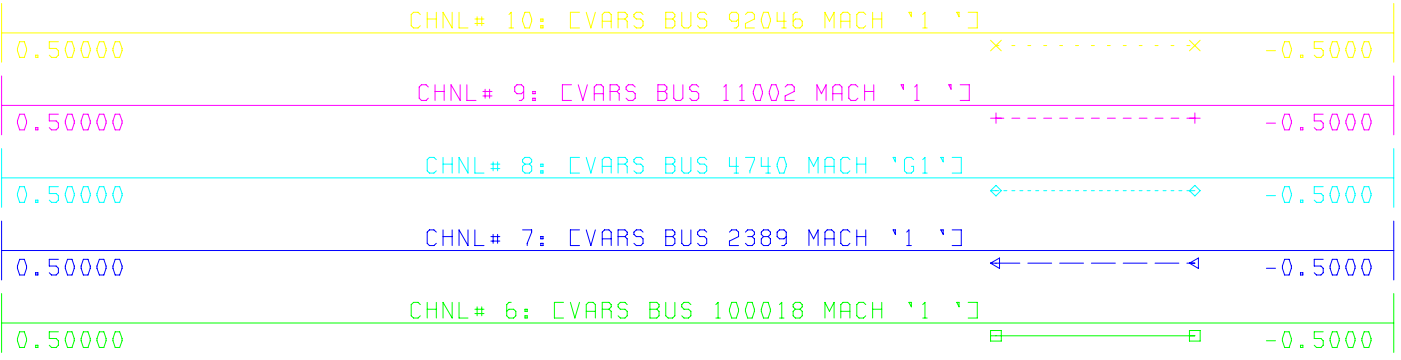 CHNL# 10: [VARS BUS 92046 MACH '1 ']
0.50000 -0.5000
CHNL# 9: [VARS BUS 11002 MACH '1 ']
0.50000 -0.5000
CHNL# 8: [VARS BUS 4740 MACH 'G1']
0.50000 -0.5000
CHNL# 7: [VARS BUS 2389 MACH '1 ']
0.50000 -0.5000
CHNL# 6: [VARS BUS 100018 MACH '1 ']
0.50000 -0.5000